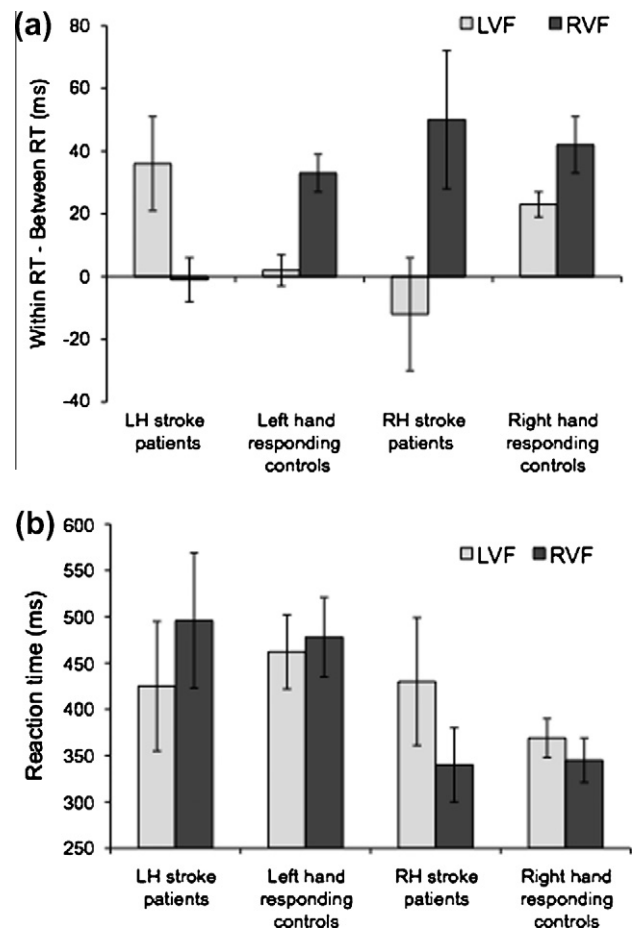 (a)
LVF RVF
Within RT - Between RT (ms)
80
60
40
20
0
-20
-40
LH stroke patients
Left hand responding controls
RH stroke patients
Right hand responding controls
(b)
LVF RVF
Reaction time (ms)
600
550
500
450
400
350
300
250
LH stroke patients
Left hand responding controls
RH stroke patients
Right hand responding controls